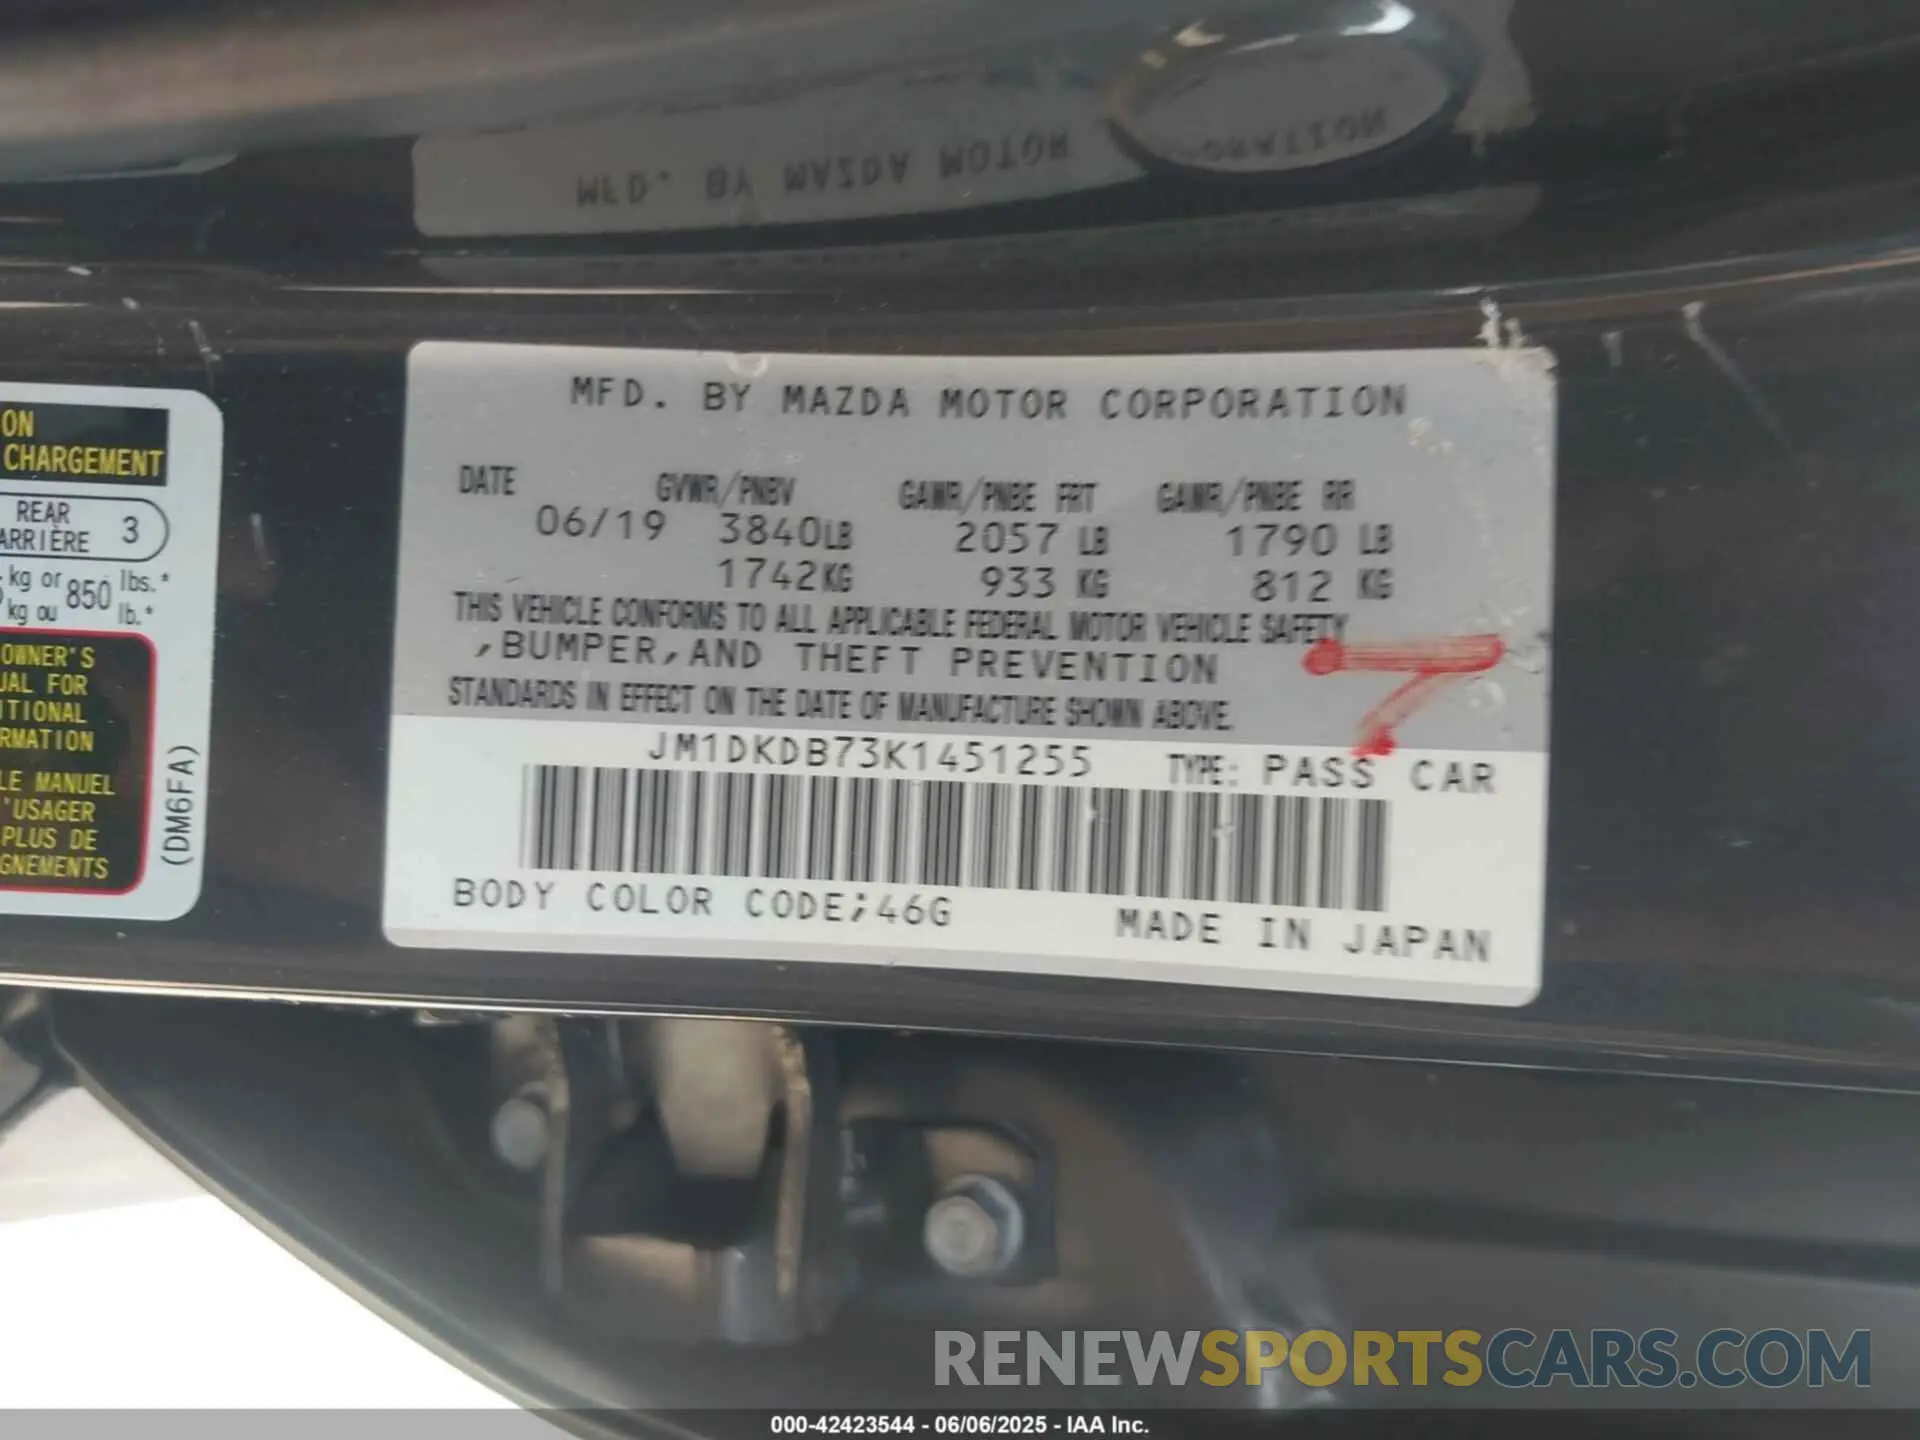 MFD. BY MAZDA MOTOR
ORATION
MFD. BY MAZDA MOTOR CORPORATION
DATE GVWR/PNBV GAWR/PNBE FRT GAWR/PNBE RR
06/19 3840LB 2057 LB 1790 LB
1742KG 933 KG 812 KG
THIS VEHICLE CONFORMS TO ALL APPLICABLE FEDERAL MOTOR VEHICLE SAFETY
,BUMPER,AND THEFT PREVENTION
STANDARDS IN EFFECT ON THE DATE OF MANUFACTURE SHOWN ABOVE.
JM1DKDB73K1451255 TYPE: PASS CAR
BODY COLOR CODE;46G MADE IN JAPAN
ON
CHARGEMENT
REAR 3
ARRIÈRE
kg or 850 lbs.*
kg ou lb.*
OWNER'S
UAL FOR
ITIONAL
RMATION
LE MANUEL
'USAGER
PLUS DE
GNEMENTS
(DM6FA)
RENEWSPORTSCARS.COM
000-42423544 - 06/06/2025 - IAA Inc.